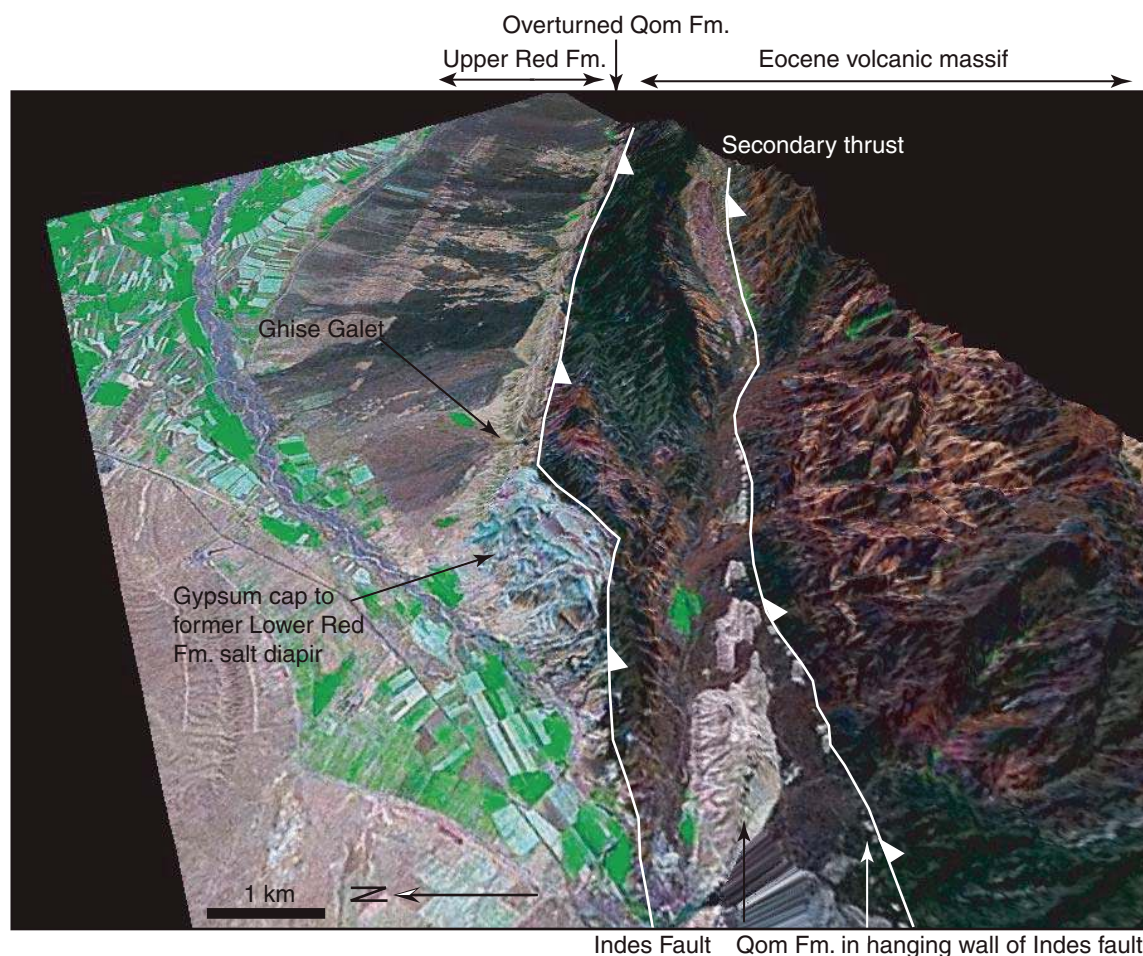 Overturned Qom Fm.
Upper Red Fm.
Eocene volcanic massif
Secondary thrust
Ghise Galet
Gypsum cap to
former Lower Red
Fm. salt diapir
1 km
N
Indes Fault
Qom Fm. in hanging wall of Indes fault